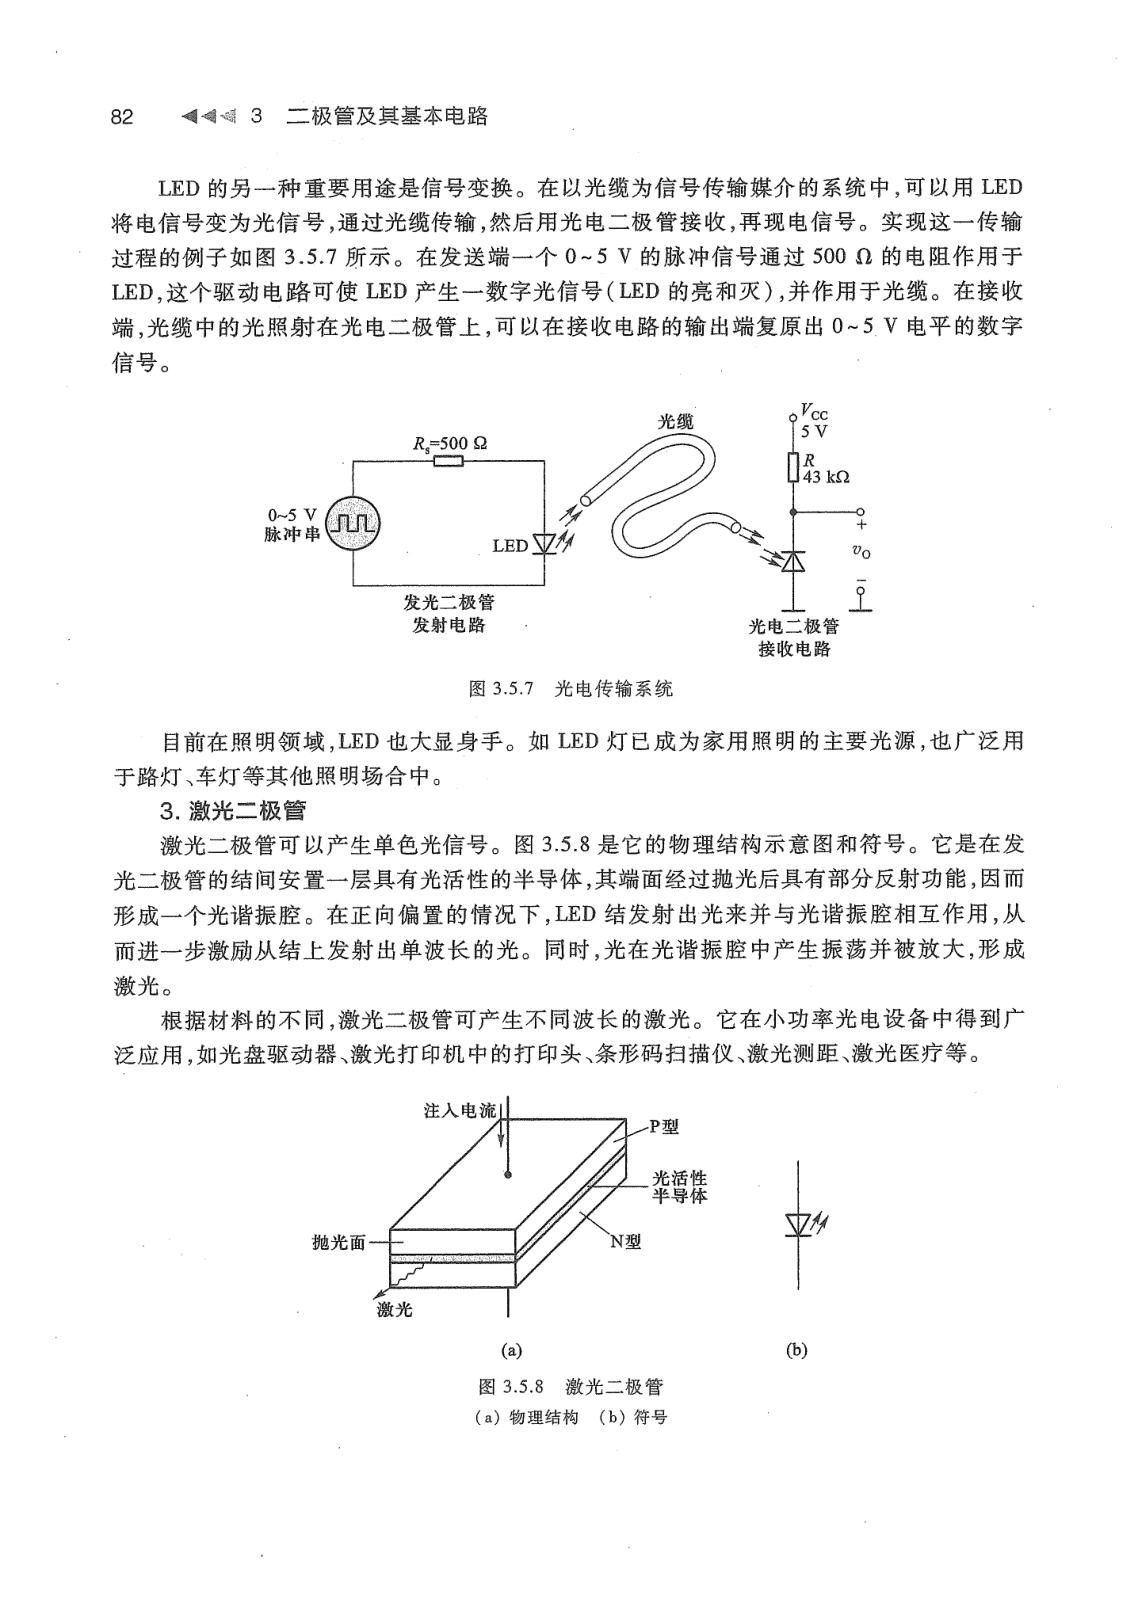 82 3 二极管及其基本电路
LED 的另一种重要用途是信号变换。在以光缆为信号传输媒介的系统中,可以用 LED
将电信号变为光信号,通过光缆传输,然后用光电二极管接收,再现电信号。实现这一传输
过程的例子如图 3.5.7 所示。在发送端一个 0~5 V 的脉冲信号通过 500 Ω 的电阻作用于
LED,这个驱动电路可使 LED 产生一数字光信号(LED 的亮和灭),并作用于光缆。在接收
端,光缆中的光照射在光电二极管上,可以在接收电路的输出端复原出 0~5 V 电平的数字
信号。
Rs=500 Ω
0~5 V
脉冲串
LED
发光二极管
发射电路
光缆
VCC
5 V
R
43 kΩ
+
vO
−
光电二极管
接收电路
图 3.5.7 光电传输系统
目前在照明领域,LED 也大显身手。如 LED 灯已成为家用照明的主要光源,也广泛用
于路灯、车灯等其他照明场合中。
3. 激光二极管
激光二极管可以产生单色光信号。图 3.5.8 是它的物理结构示意图和符号。它是在发
光二极管的结间安置一层具有光活性的半导体,其端面经过抛光后具有部分反射功能,因而
形成一个光谐振腔。在正向偏置的情况下,LED 结发射出光来并与光谐振腔相互作用,从
而进一步激励从结上发射出单波长的光。同时,光在光谐振腔中产生振荡并被放大,形成
激光。
根据材料的不同,激光二极管可产生不同波长的激光。它在小功率光电设备中得到广
泛应用,如光盘驱动器、激光打印机中的打印头、条形码扫描仪、激光测距、激光医疗等。
注入电流
P型
光活性
半导体
抛光面
N型
激光
(a)
(b)
图 3.5.8 激光二极管
(a) 物理结构 (b) 符号